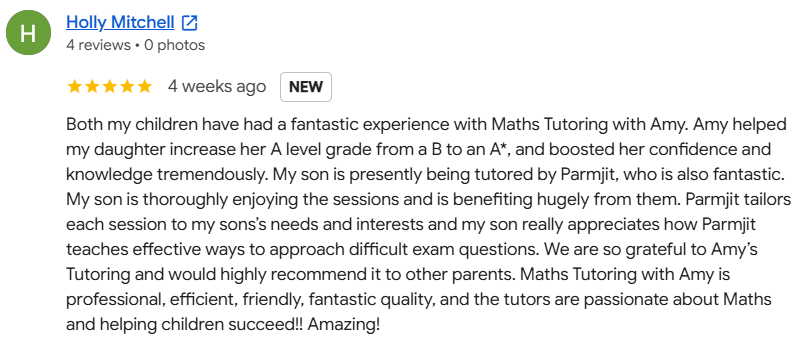 H
Holly Mitchell
4 reviews • 0 photos
★★★★★ 4 weeks ago NEW
Both my children have had a fantastic experience with Maths Tutoring with Amy. Amy helped
my daughter increase her A level grade from a B to an A*, and boosted her confidence and
knowledge tremendously. My son is presently being tutored by Parmjit, who is also fantastic.
My son is thoroughly enjoying the sessions and is benefiting hugely from them. Parmjit tailors
each session to my sons's needs and interests and my son really appreciates how Parmjit
teaches effective ways to approach difficult exam questions. We are so grateful to Amy's
Tutoring and would highly recommend it to other parents. Maths Tutoring with Amy is
professional, efficient, friendly, fantastic quality, and the tutors are passionate about Maths
and helping children succeed!! Amazing!